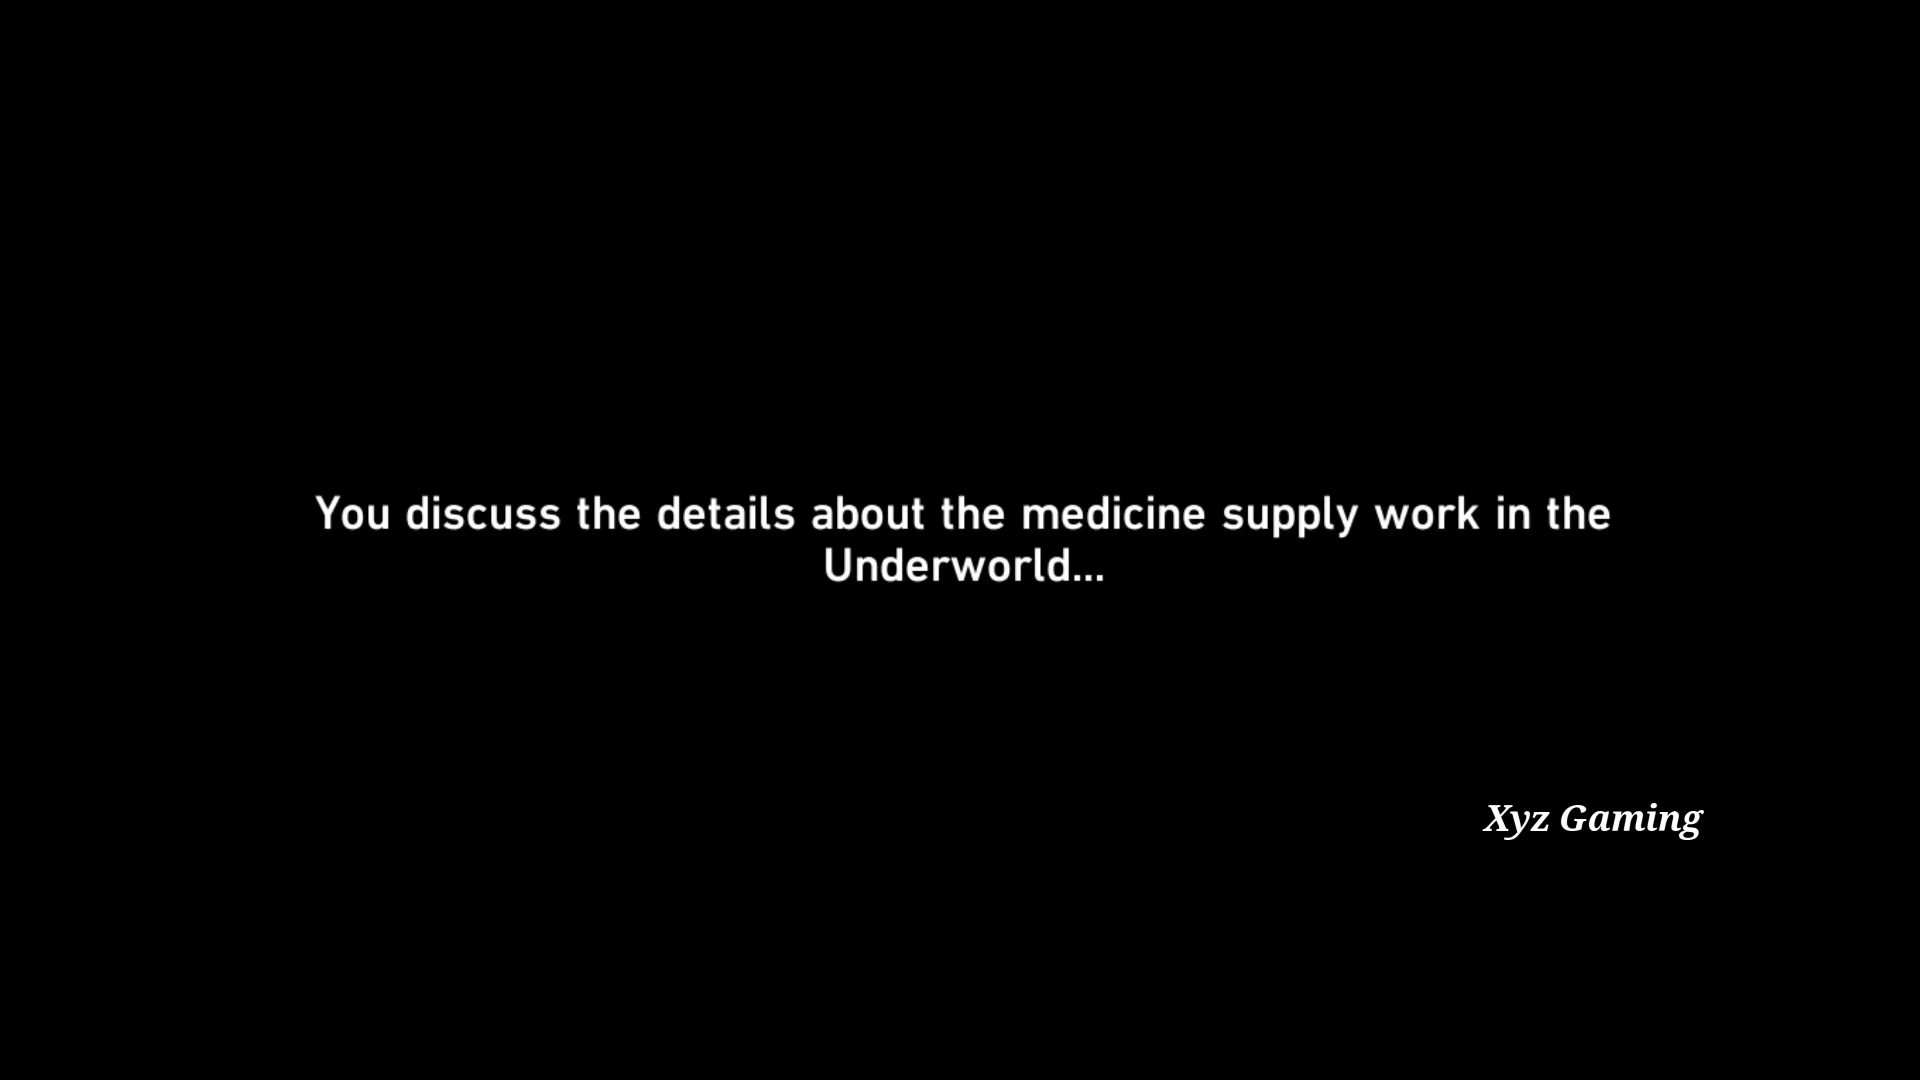 You discuss the details about the medicine supply work in the
Underworld...
Xyz Gaming